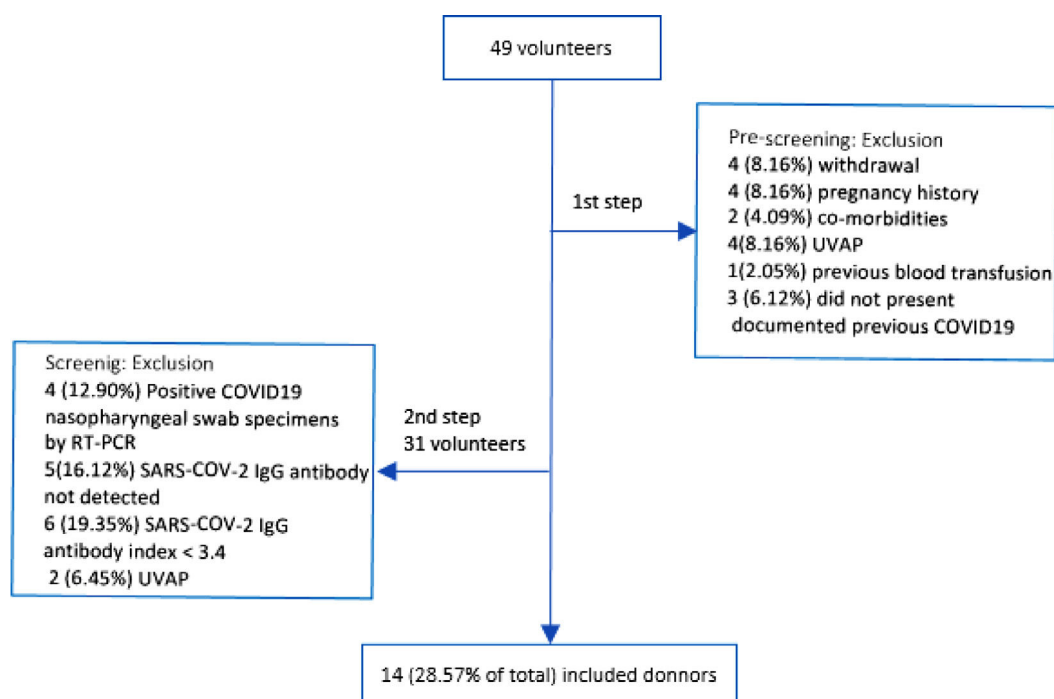 49 volunteers
Pre-screening: Exclusion
4 (8.16%) withdrawal
4 (8.16%) pregnancy history
2 (4.09%) co-morbidities
4(8.16%) UVAP
1(2.05%) previous blood transfusion
3 (6.12%) did not present
documented previous COVID19
1st step
Screenig: Exclusion
4 (12.90%) Positive COVID19
nasopharyngeal swab specimens
by RT-PCR
5(16.12%) SARS-COV-2 IgG antibody
not detected
6 (19.35%) SARS-COV-2 IgG
antibody index < 3.4
2 (6.45%) UVAP
2nd step
31 volunteers
14 (28.57% of total) included donnors